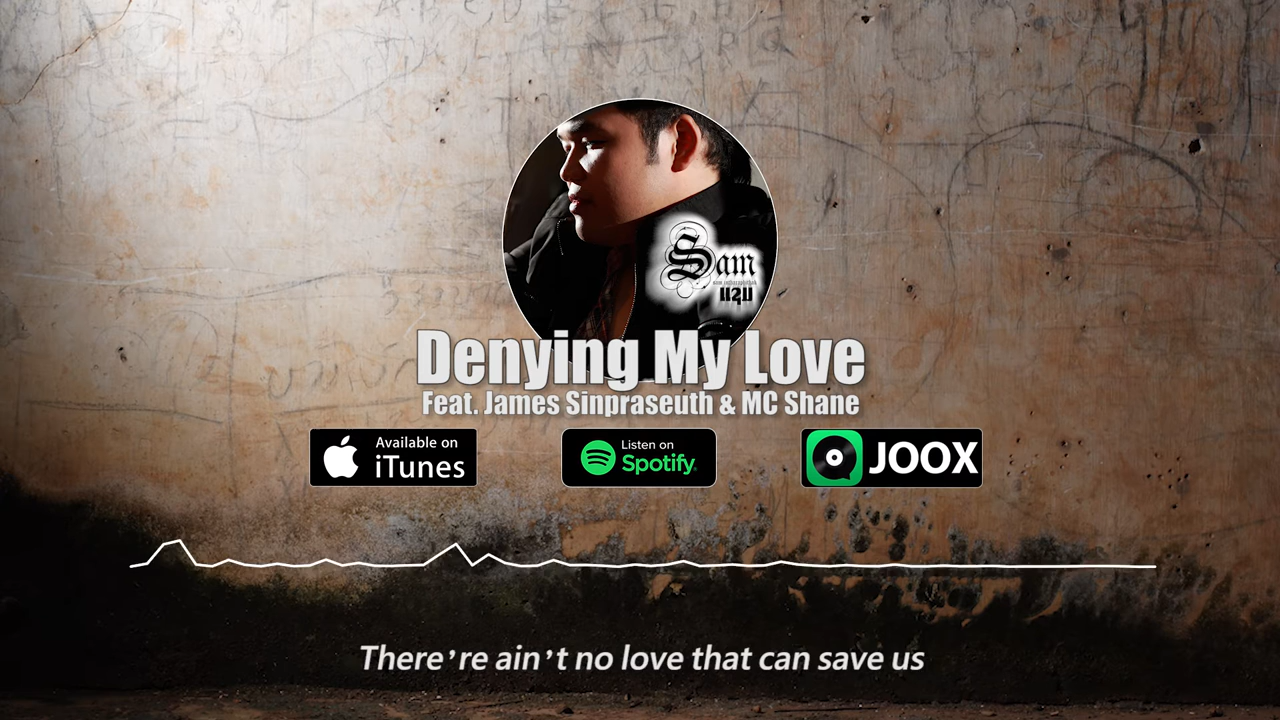 Sam
แซม
Denying My Love
Feat. James Sinpraseuth & MC Shane
Available on
iTunes
Listen on
Spotify
JOOX
There're ain't no love that can save us